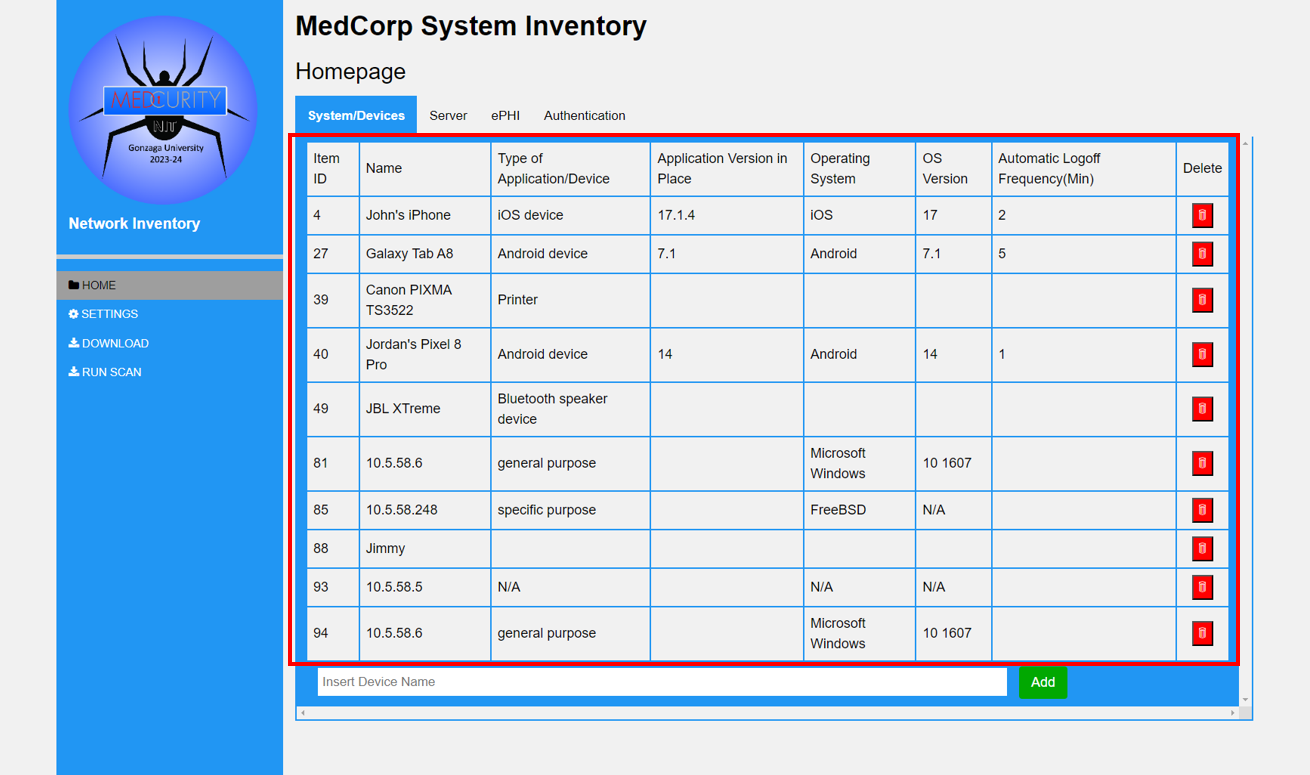 MEDCURITY
NIT
Gonzaga University
2023-24
Network Inventory
HOME
SETTINGS
DOWNLOAD
RUN SCAN
MedCorp System Inventory
Homepage
System/Devices Server ePHI Authentication
Item ID Name Type of Application/Device Application Version in Place Operating System OS Version Automatic Logoff Frequency(Min) Delete
4 John's iPhone iOS device 17.1.4 iOS 17 2
27 Galaxy Tab A8 Android device 7.1 Android 7.1 5
39 Canon PIXMA TS3522 Printer
40 Jordan's Pixel 8 Pro Android device 14 Android 14 1
49 JBL XTreme Bluetooth speaker device
81 10.5.58.6 general purpose Microsoft Windows 10 1607
85 10.5.58.248 specific purpose FreeBSD N/A
88 Jimmy
93 10.5.58.5 N/A N/A N/A
94 10.5.58.6 general purpose Microsoft Windows 10 1607
Insert Device Name Add